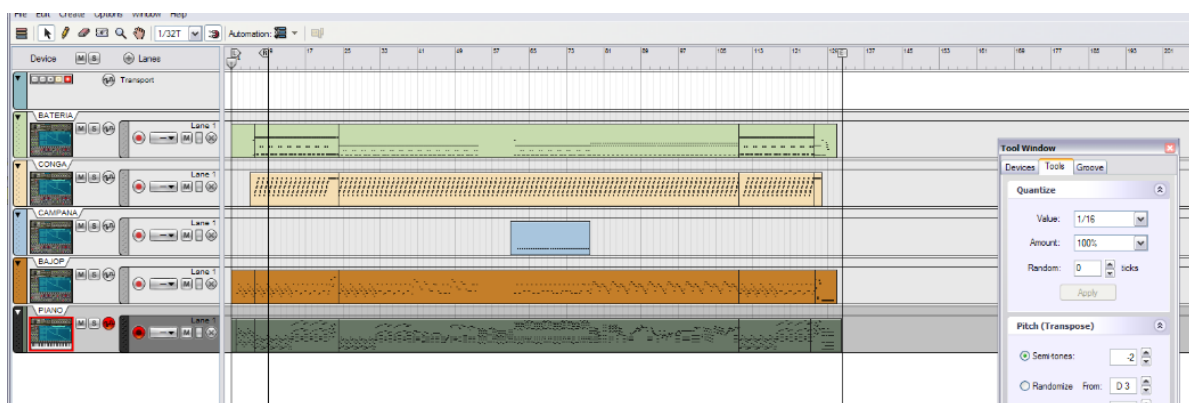 File Edit Create Options Window Help
1/32T Automation:
Device M S Lanes 9 17 25 33 41 49 57 65 73 81 89 97 105 113 121 129 137 145 153 161 169 177 185 193 201
Transport
BATERIA
M S Lane 1
M
CONGA
M S Lane 1
M
CAMPANA
M S Lane 1
M
BAJOP
M S Lane 1
M
PIANO
M S Lane 1
M
Tool Window
Devices Tools Groove
Quantize
Value: 1/16
Amount: 100%
Random: 0 ticks
Apply
Pitch (Transpose)
Semi-tones: -2
Randomize From: D 3